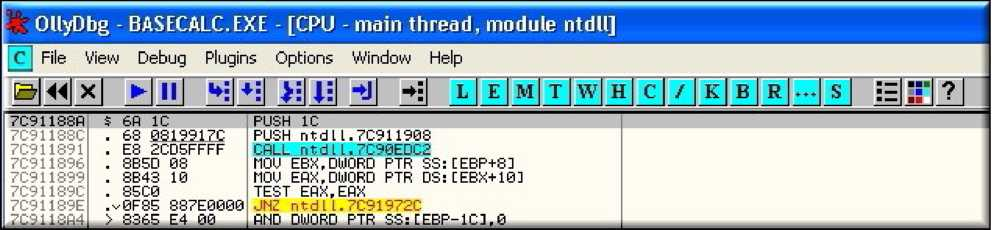 OllyDbg - BASECALC.EXE - [CPU - main thread, module ntdll]
C File View Debug Plugins Options Window Help
L E M T W H C / K B R ... S ?
7C91188A $ 6A 1C PUSH 1C
7C91188C . 68 0819917C PUSH ntdll.7C911908
7C911891 . E8 2CD5FFFF CALL ntdll.7C90EDC2
7C911896 . 8B5D 08 MOV EBX,DWORD PTR SS:[EBP+8]
7C911899 . 8B43 10 MOV EAX,DWORD PTR DS:[EBX+10]
7C91189C . 85C0 TEST EAX,EAX
7C91189E .v0F85 887E0000 JNZ ntdll.7C91972C
7C9118A4 > 8365 E4 00 AND DWORD PTR SS:[EBP-1C],0